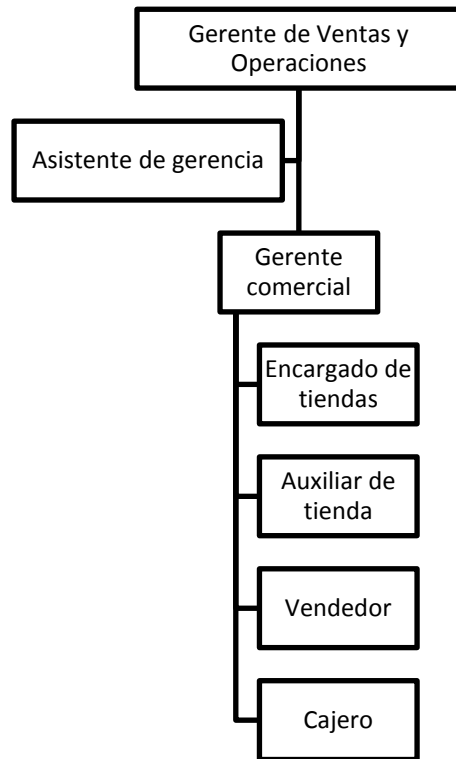 Gerente de Ventas y
Operaciones
Asistente de gerencia
Gerente
comercial
Encargado de
tiendas
Auxiliar de
tienda
Vendedor
Cajero